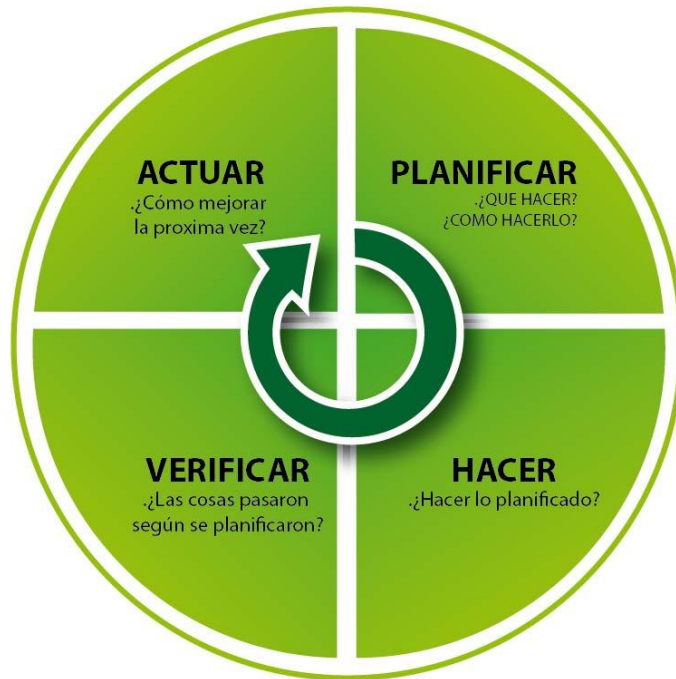 ACTUAR
.¿Cómo mejorar
la proxima vez?
PLANIFICAR
.¿QUE HACER?
¿COMO HACERLO?
VERIFICAR
.¿Las cosas pasaron
según se planificaron?
HACER
.¿Hacer lo planificado?